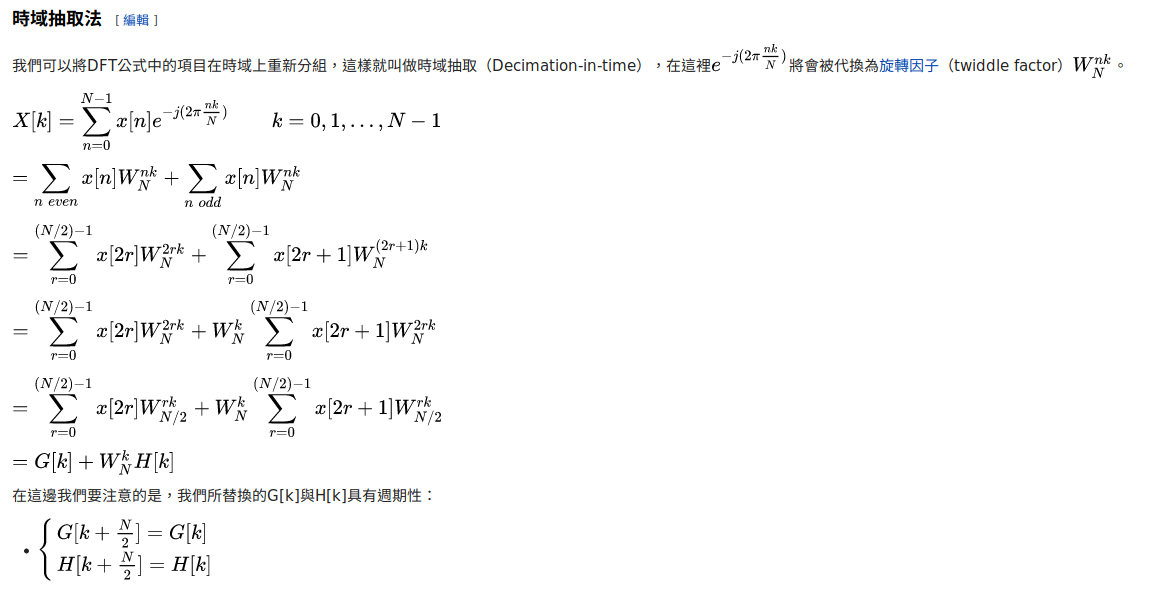 時域抽取法 [編輯]
我們可以將DFT公式中的項目在時域上重新分組，這樣就叫做時域抽取（Decimation-in-time），在這裡$e^{-j(2\pi \frac{nk}{N})}$將會被代換為旋轉因子（twiddle factor）$W_N^{nk}$。
$X[k] = \sum_{n=0}^{N-1} x[n]e^{-j(2\pi \frac{nk}{N})} \qquad k = 0, 1, \ldots, N-1$
$= \sum_{n\ even} x[n]W_N^{nk} + \sum_{n\ odd} x[n]W_N^{nk}$
$= \sum_{r=0}^{(N/2)-1} x[2r]W_N^{2rk} + \sum_{r=0}^{(N/2)-1} x[2r+1]W_N^{(2r+1)k}$
$= \sum_{r=0}^{(N/2)-1} x[2r]W_N^{2rk} + W_N^k \sum_{r=0}^{(N/2)-1} x[2r+1]W_N^{2rk}$
$= \sum_{r=0}^{(N/2)-1} x[2r]W_{N/2}^{rk} + W_N^k \sum_{r=0}^{(N/2)-1} x[2r+1]W_{N/2}^{rk}$
$= G[k] + W_N^k H[k]$
在這邊我們要注意的是，我們所替換的G[k]與H[k]具有週期性：
• $\begin{cases} G[k+\frac{N}{2}] = G[k] \\ H[k+\frac{N}{2}] = H[k] \end{cases}$